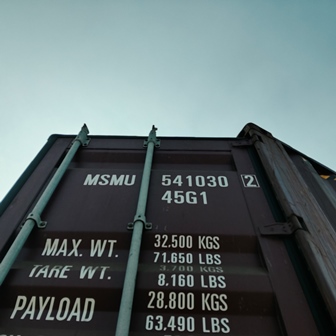 MSMU 541030 2
45G1
MAX. WT. 32.500 KGS
71.650 LBS
TARE WT. 3.700 KGS
8.160 LBS
PAYLOAD 28.800 KGS
63.490 LBS